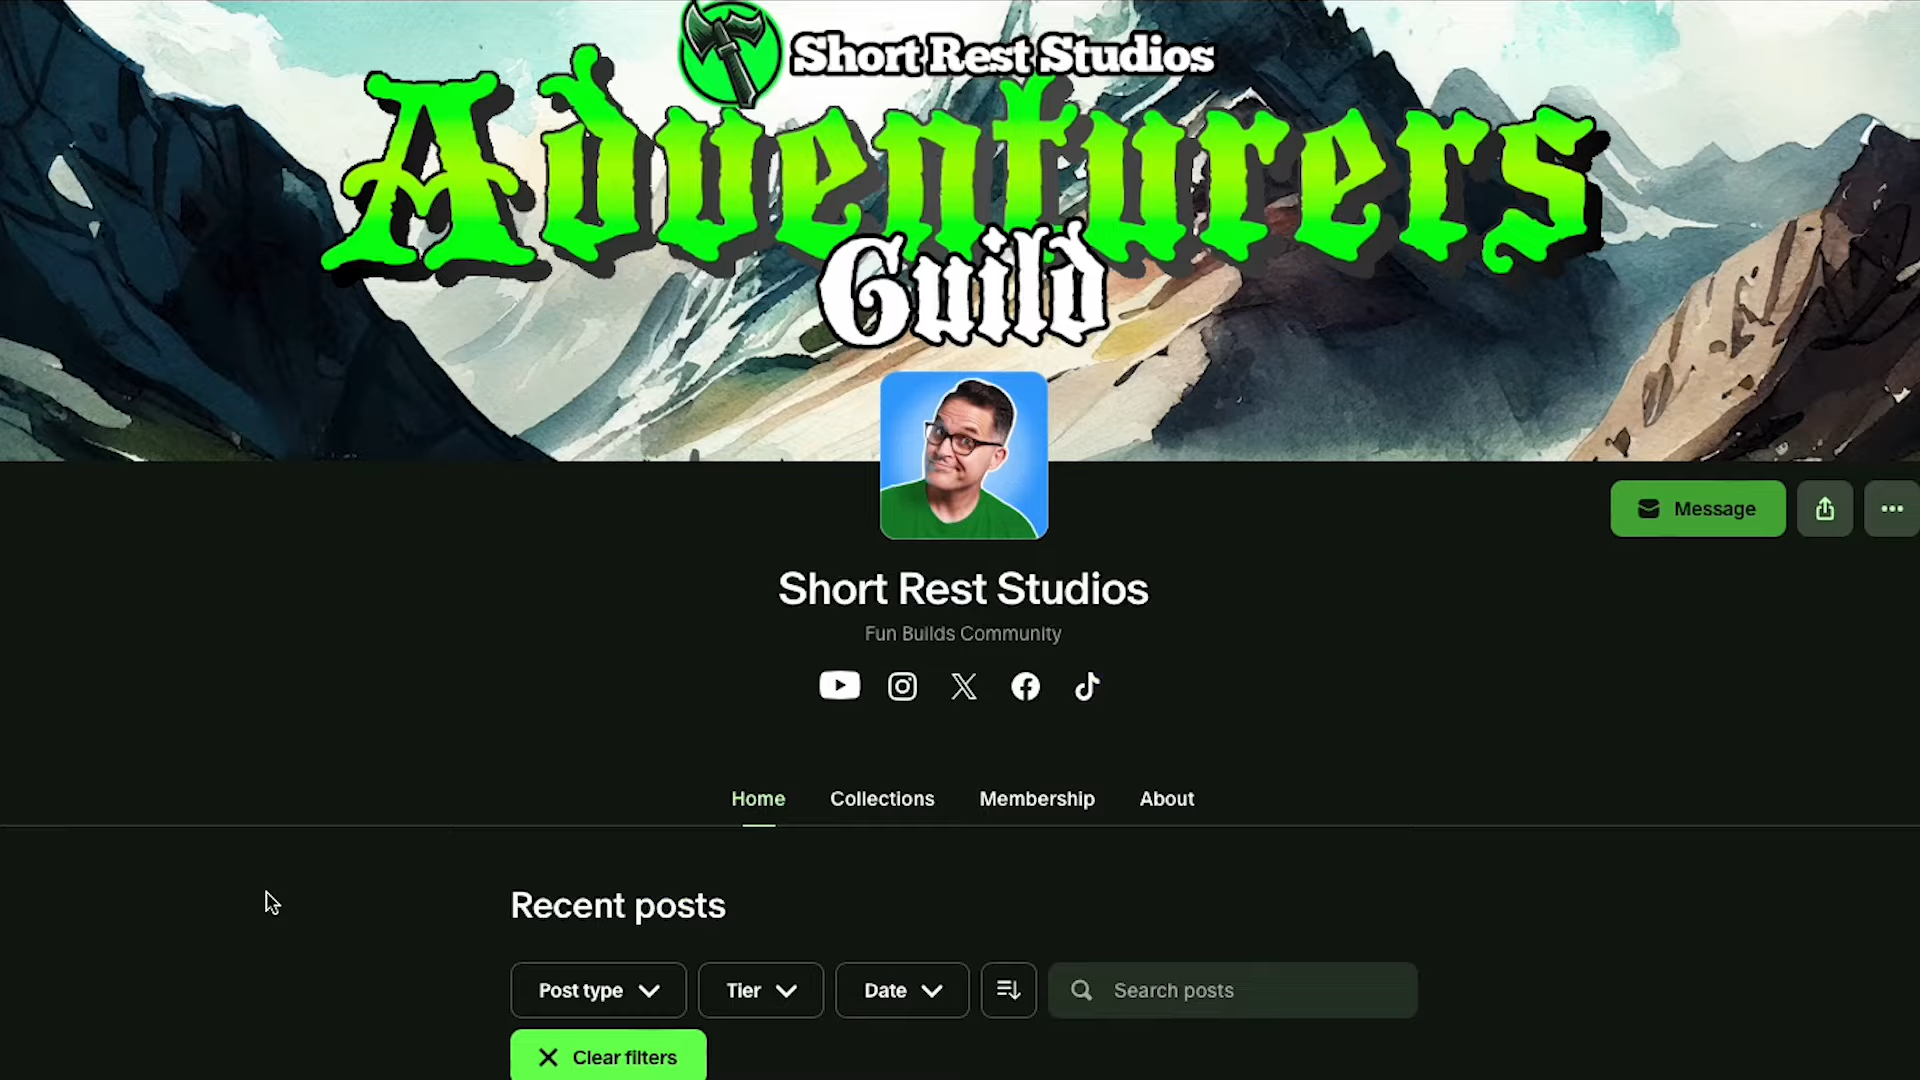 Short Rest Studios
Adventurers
Guild
Message
Short Rest Studios
Fun Builds Community
Home Collections Membership About
Recent posts
Post type Tier Date Search posts
Clear filters